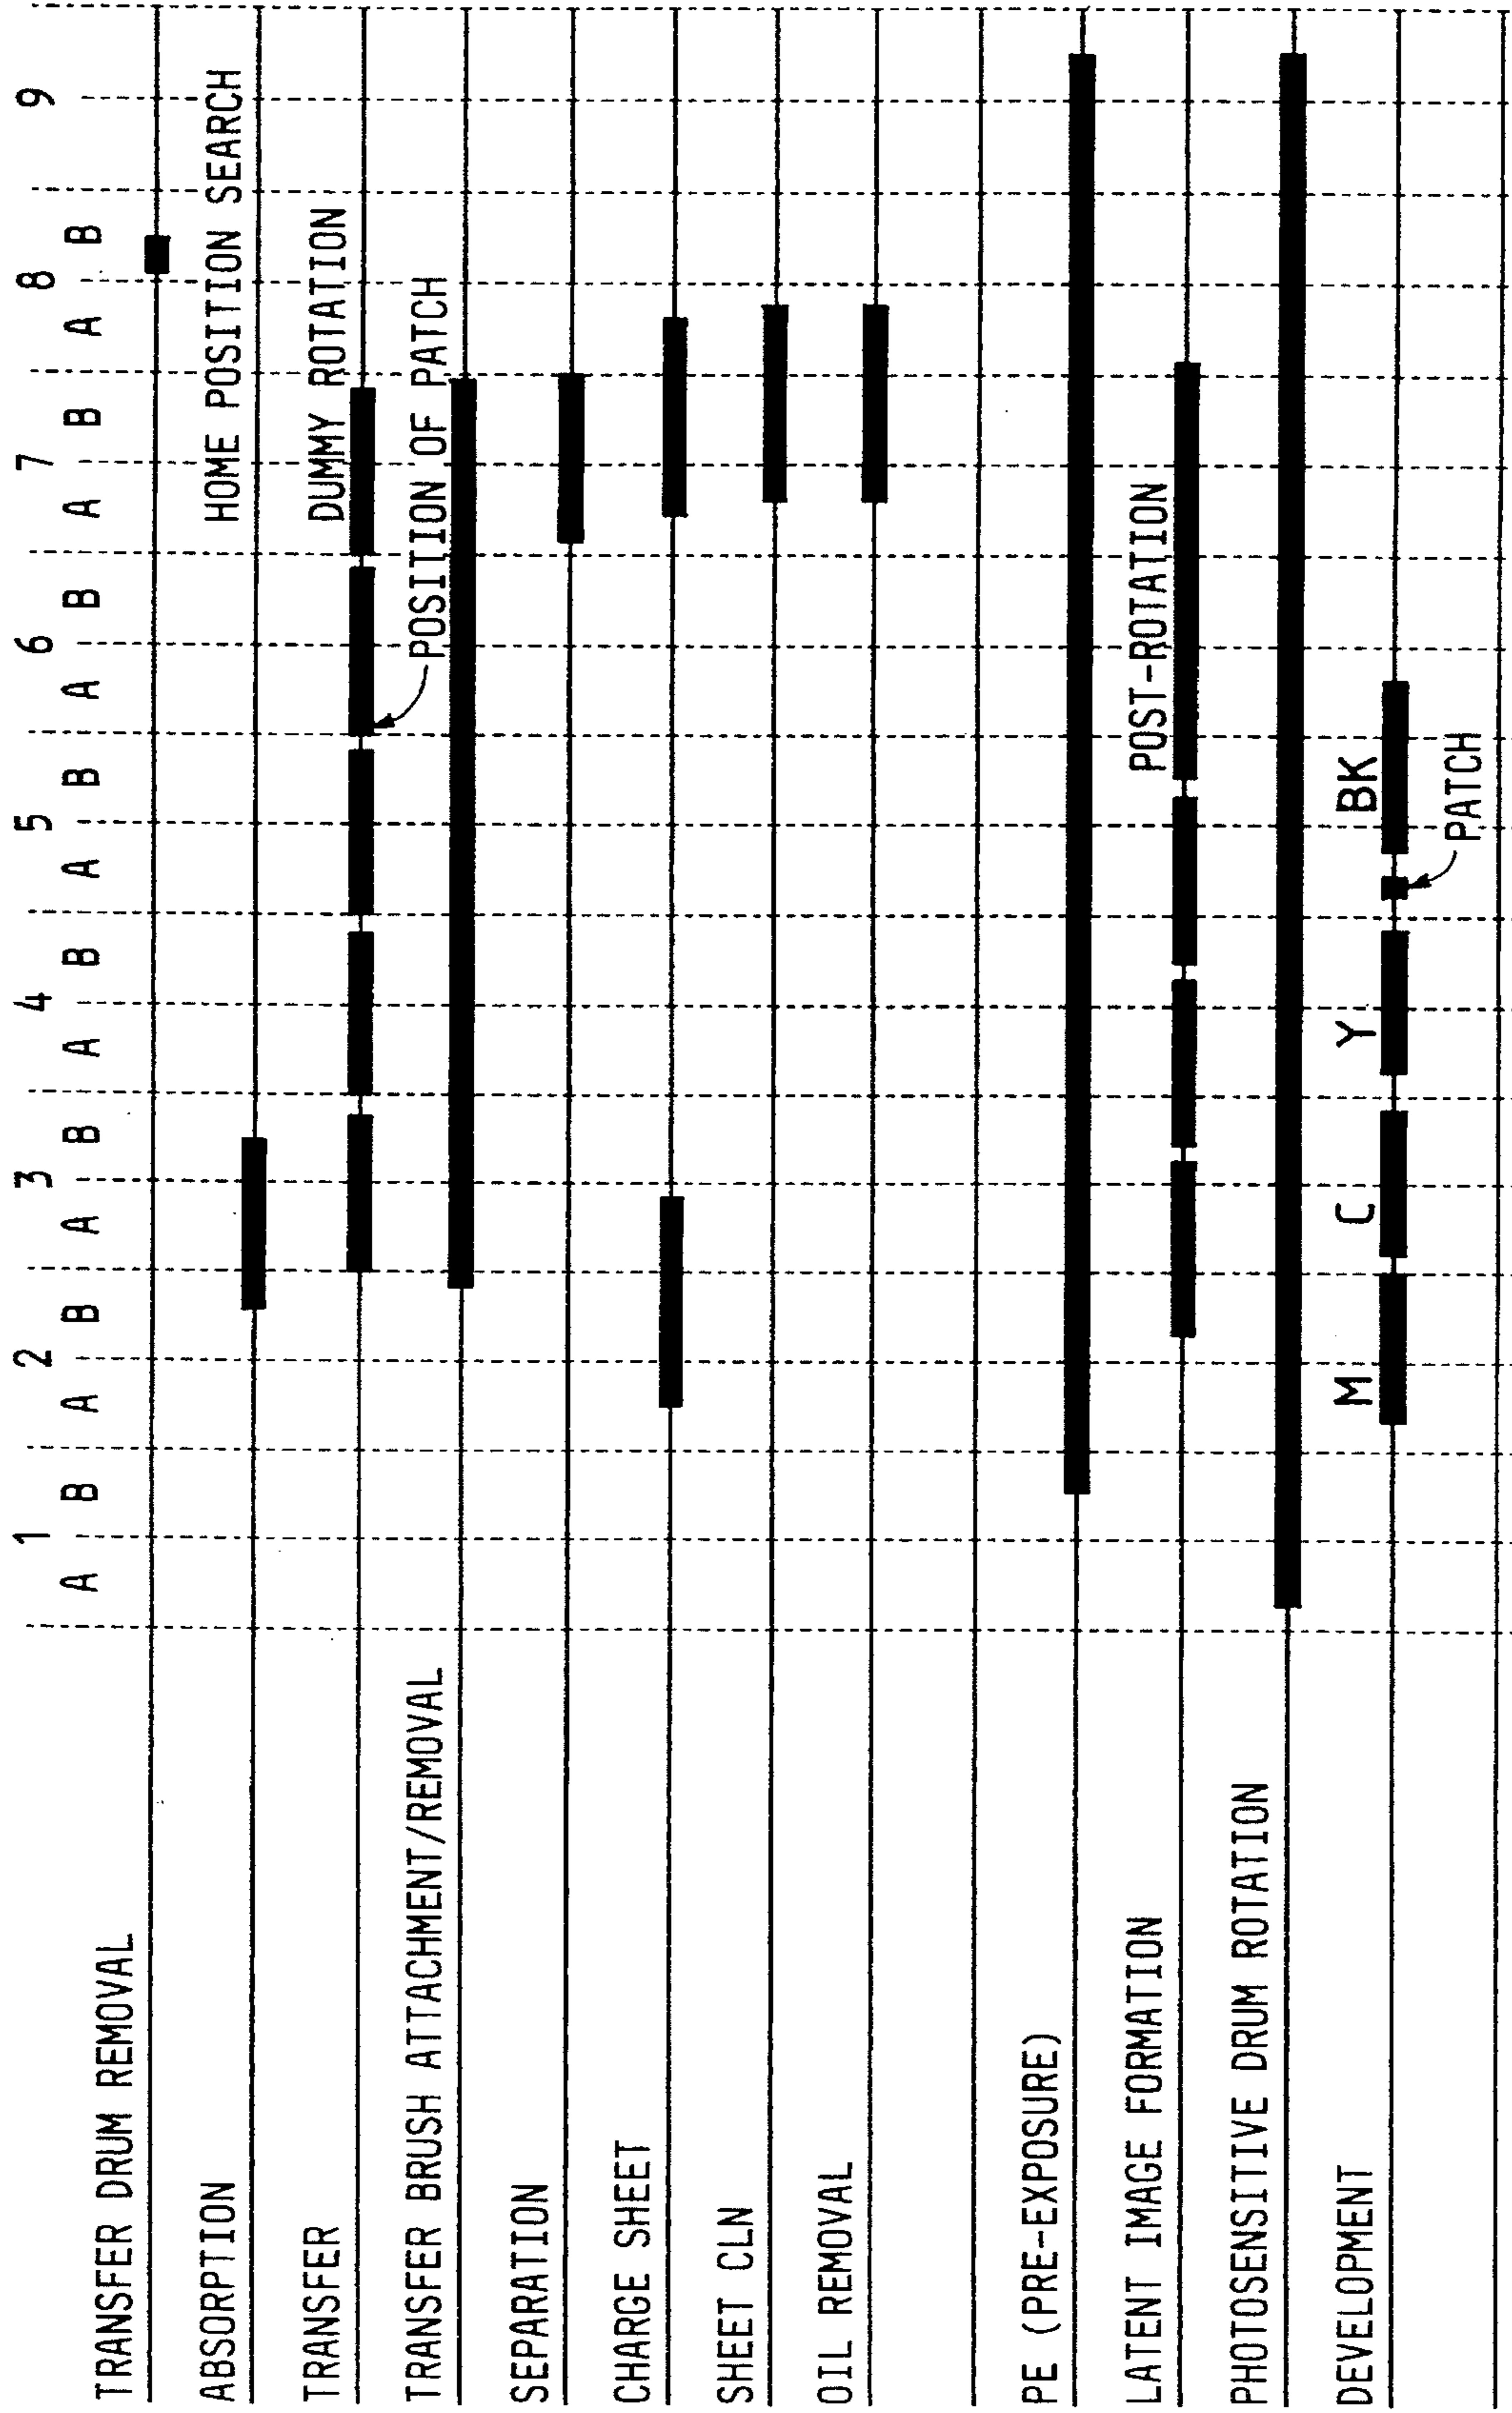 1 2 3 4 5 6 7 8 9
A B A B A B A B A B A B A B A B
TRANSFER DRUM REMOVAL
HOME POSITION SEARCH
ABSORPTION
DUMMY ROTATION
TRANSFER
POSITION OF PATCH
TRANSFER BRUSH ATTACHMENT/REMOVAL
SEPARATION
CHARGE SHEET
SHEET CLN
OIL REMOVAL
PE (PRE-EXPOSURE)
POST-ROTATION
LATENT IMAGE FORMATION
PHOTOSENSITIVE DRUM ROTATION
M C Y BK
DEVELOPMENT
PATCH